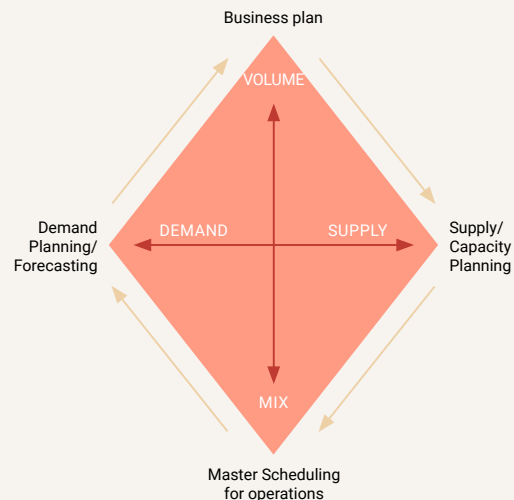 Business plan
VOLUME
Demand
Planning/
Forecasting
DEMAND
SUPPLY
Supply/
Capacity
Planning
MIX
Master Scheduling
for operations